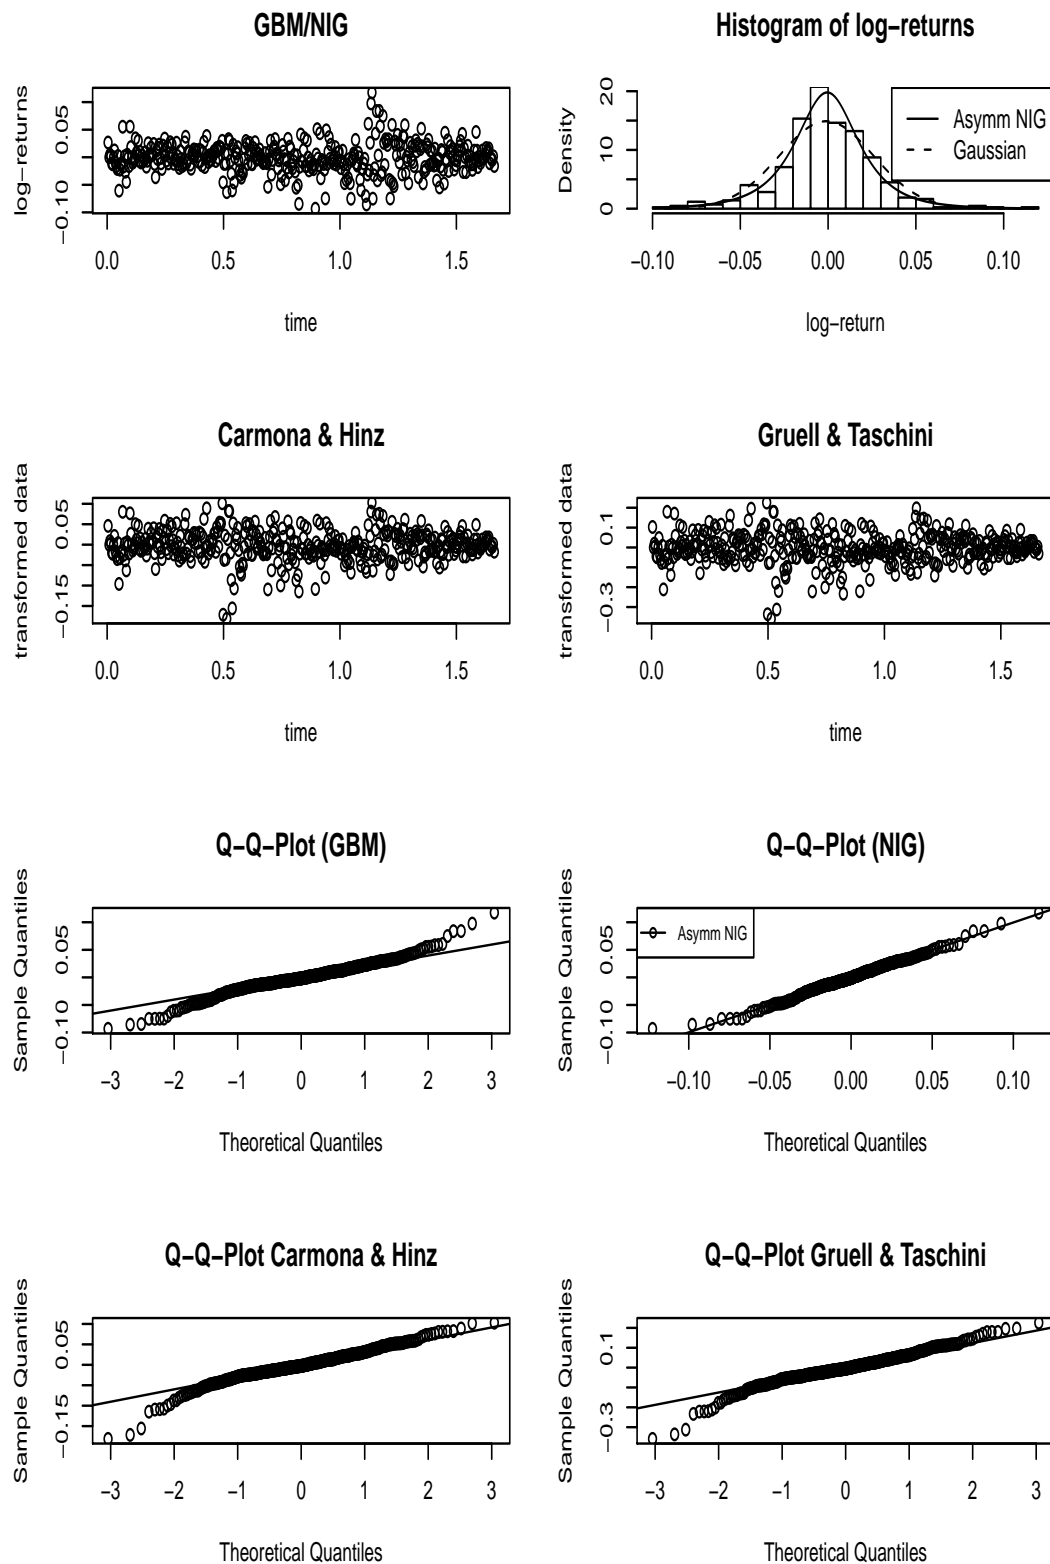 GBM/NIG
log−returns
0.05
−0.10
0.0 0.5 1.0 1.5
time
Histogram of log−returns
Density
20
10
0
Asymm NIG
Gaussian
−0.10 −0.05 0.00 0.05 0.10
log−return
Carmona & Hinz
transformed data
0.05
−0.15
0.0 0.5 1.0 1.5
time
Gruell & Taschini
transformed data
0.1
−0.3
0.0 0.5 1.0 1.5
time
Q−Q−Plot (GBM)
Sample Quantiles
0.05
−0.10
−3 −2 −1 0 1 2 3
Theoretical Quantiles
Q−Q−Plot (NIG)
Sample Quantiles
0.05
−0.10
Asymm NIG
−0.10 −0.05 0.00 0.05 0.10
Theoretical Quantiles
Q−Q−Plot Carmona & Hinz
Sample Quantiles
0.05
−0.15
−3 −2 −1 0 1 2 3
Theoretical Quantiles
Q−Q−Plot Gruell & Taschini
Sample Quantiles
0.1
−0.3
−3 −2 −1 0 1 2 3
Theoretical Quantiles